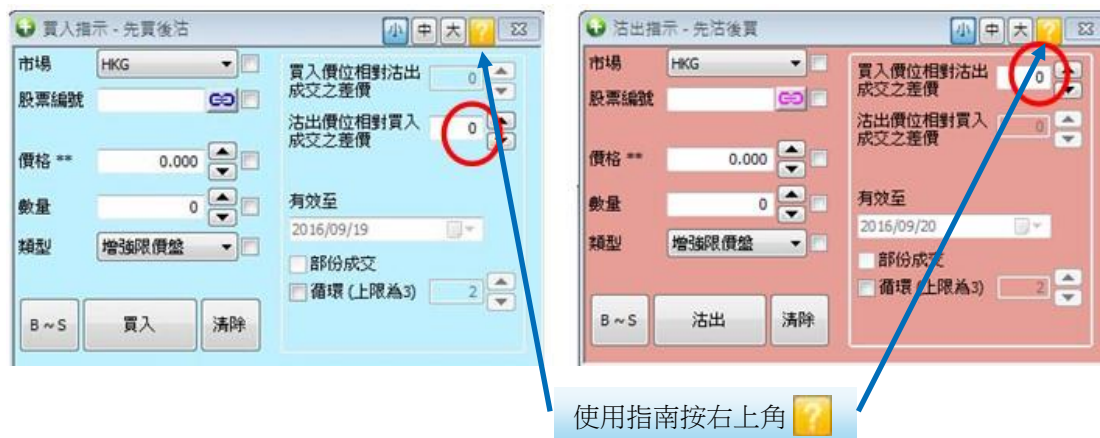 買入指示 - 先買後沽 小 中 大 ?
市場 HKG
股票編號
價格 ** 0.000
數量 0
類型 增強限價盤
B ~ S 買入 清除
買入價位相對沽出 0
成交之差價
沽出價位相對買入 0
成交之差價
有效至
2016/09/19
部份成交
循環 (上限為3) 2
沽出指示 - 先沽後買 小 中 大 ?
市場 HKG
股票編號
價格 ** 0.000
數量 0
類型 增強限價盤
B ~ S 沽出 清除
買入價位相對沽出 0
成交之差價
沽出價位相對買入 0
成交之差價
有效至
2016/09/20
部份成交
循環 (上限為3) 2
使用指南按右上角 ?